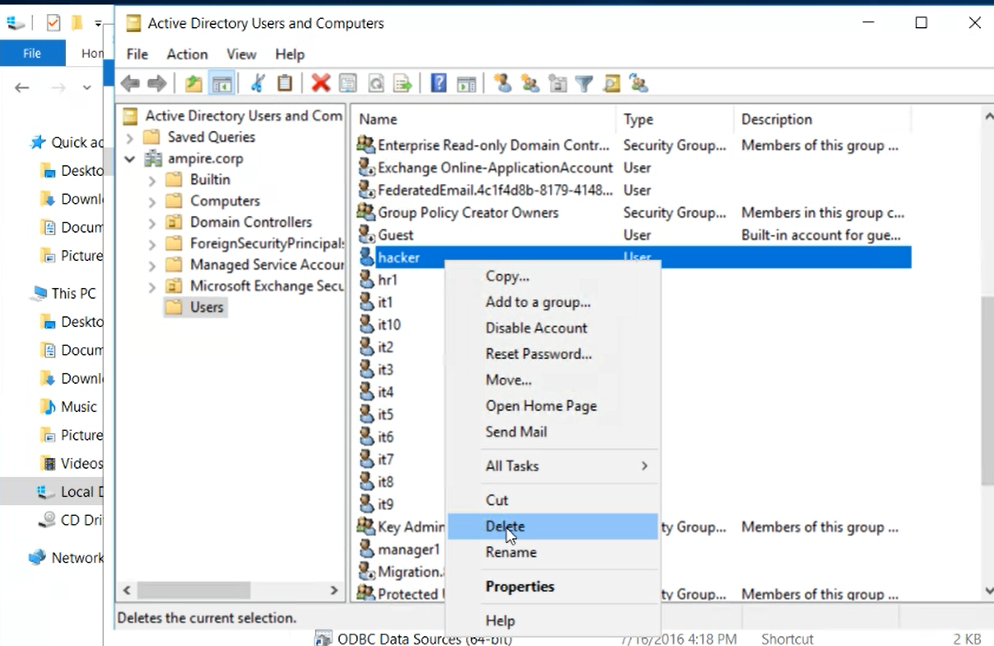 Active Directory Users and Computers
File Action View Help
File
Hon
Quick ac
Deskto
Downl
Docum
Picture
This PC
Deskto
Docum
Downl
Music
Picture
Videos
Local D
CD Dri
Network
Active Directory Users and Com
Saved Queries
ampire.corp
Builtin
Computers
Domain Controllers
ForeignSecurityPrincipals
Managed Service Accour
Microsoft Exchange Secu
Users
Name Type Description
Enterprise Read-only Domain Contr... Security Group... Members of this group ...
Exchange Online-ApplicationAccount User
FederatedEmail.4c1f4d8b-8179-4148... User
Group Policy Creator Owners Security Group... Members in this group c...
Guest User Built-in account for gue...
hacker User
hr1
it1
it10
it2
it3
it4
it5
it6
it7
it8
it9
Key Admin ty Group... Members of this group ...
manager1
Migration.
Protected U ty Group... Members of this group ...
Copy...
Add to a group...
Disable Account
Reset Password...
Move...
Open Home Page
Send Mail
All Tasks
Cut
Delete
Rename
Properties
Help
Deletes the current selection.
ODBC Data Sources (64-bit) 7/16/2016 4:18 PM Shortcut 2 KB